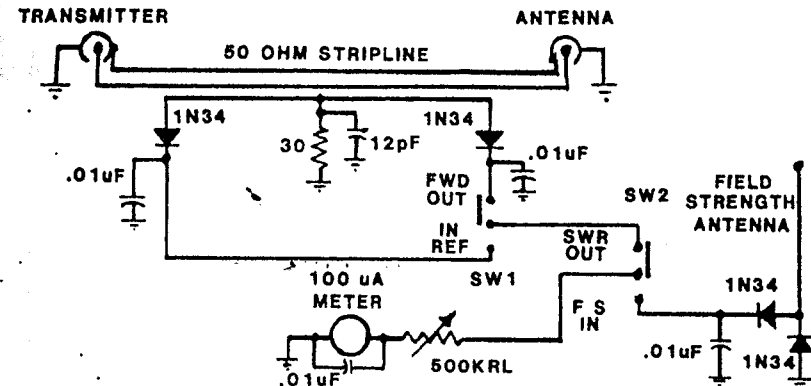 TRANSMITTER
ANTENNA
50 OHM STRIPLINE
1N34
30
12pF
1N34
.01uF
.01uF
FWD
OUT
IN
REF
SW1
SW2
SWR
OUT
F S
IN
FIELD
STRENGTH
ANTENNA
100 uA
METER
.01uF
500KRL
1N34
.01uF
1N34